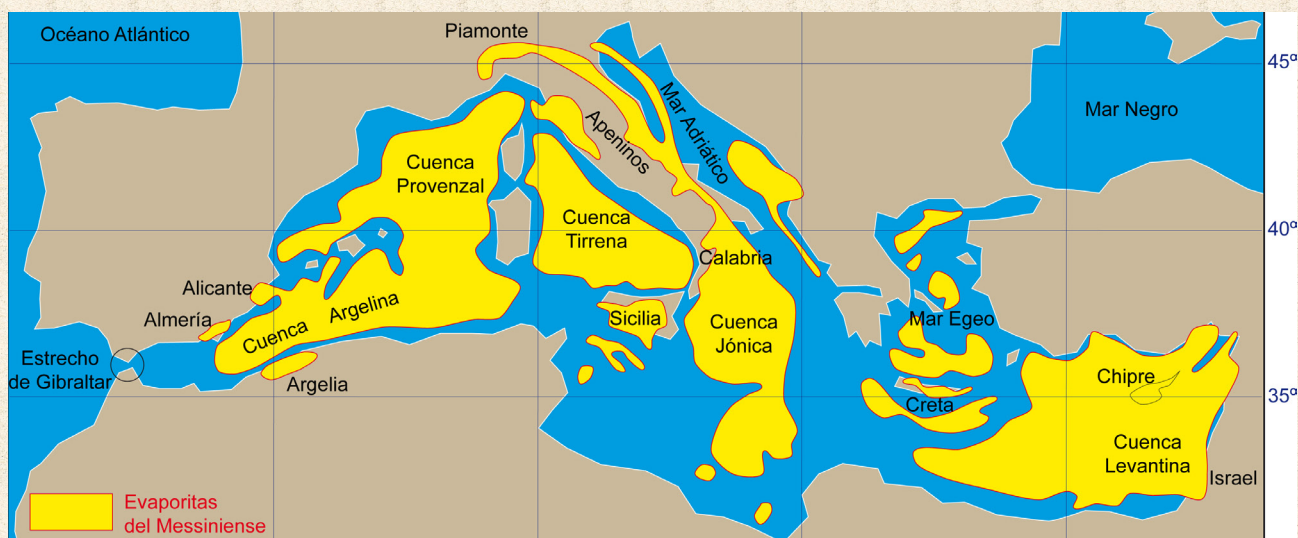 Océano Atlántico
Piamonte
45º
Mar Negro
Mar Adriático
Apeninos
Cuenca
Provenzal
Cuenca
Tirrena
40º
Calabria
Alicante
Almería
Cuenca Argelina
Sicilia
Cuenca
Jónica
Mar Egeo
Estrecho
de Gibraltar
Argelia
Chipre
35º
Creta
Cuenca
Levantina
Israel
Evaporitas
del Messiniense